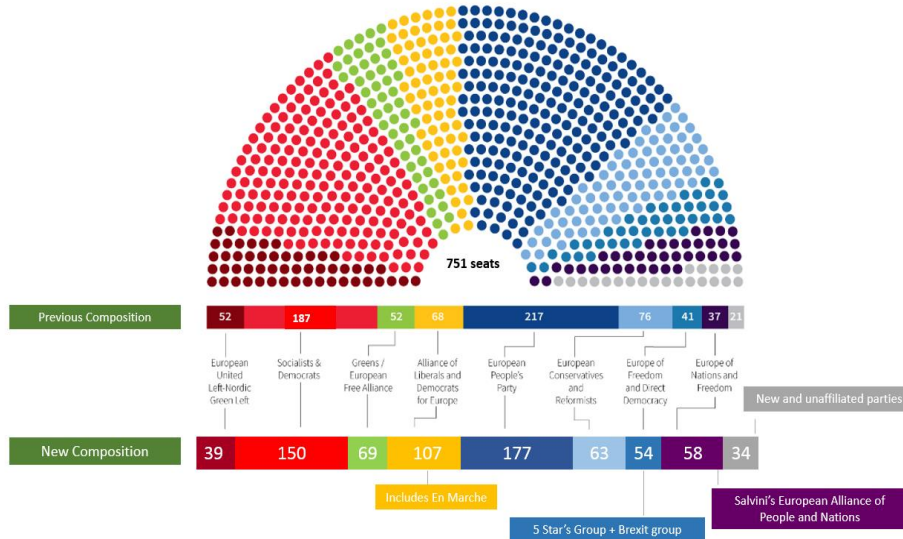 751 seats
Previous Composition
52 187 52 68 217 76 41 37 21
European
United
Left-Nordic
Green Left
Socialists &
Democrats
Greens /
European
Free Alliance
Alliance of
Liberals and
Democrats
for Europe
European
People's
Party
European
Conservatives
and
Reformists
Europe of
Freedom
and Direct
Democracy
Europe of
Nations and
Freedom
New and unaffiliated parties
New Composition
39 150 69 107 177 63 54 58 34
Includes En Marche
5 Star's Group + Brexit group
Salvini's European Alliance of
People and Nations